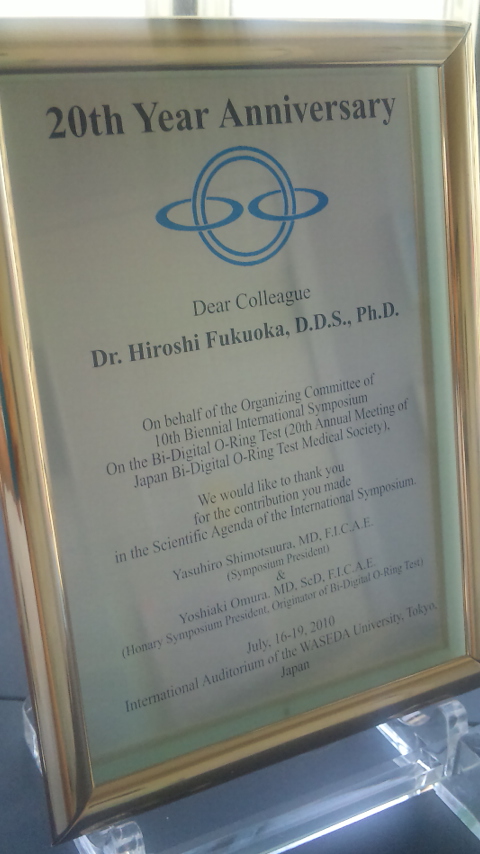 20th Year Anniversary
Dear Colleague
Dr. Hiroshi Fukuoka, D.D.S., Ph.D.
On behalf of the Organizing Committee of
10th Biennial International Symposium
On the Bi-Digital O-Ring Test (20th Annual Meeting of
Japan Bi-Digital O-Ring Test Medical Society),
We would like to thank you
for the contribution you made
in the Scientific Agenda of the International Symposium.
Yasuhiro Shimotsuura, MD, F.I.C.A.E.
(Symposium President)
&
Yoshiaki Omura. MD, ScD, F.I.C.A.E.
(Honary Symposium President, Originator of Bi-Digital O-Ring Test)
July, 16-19, 2010
International Auditorium of the WASEDA University, Tokyo,
Japan